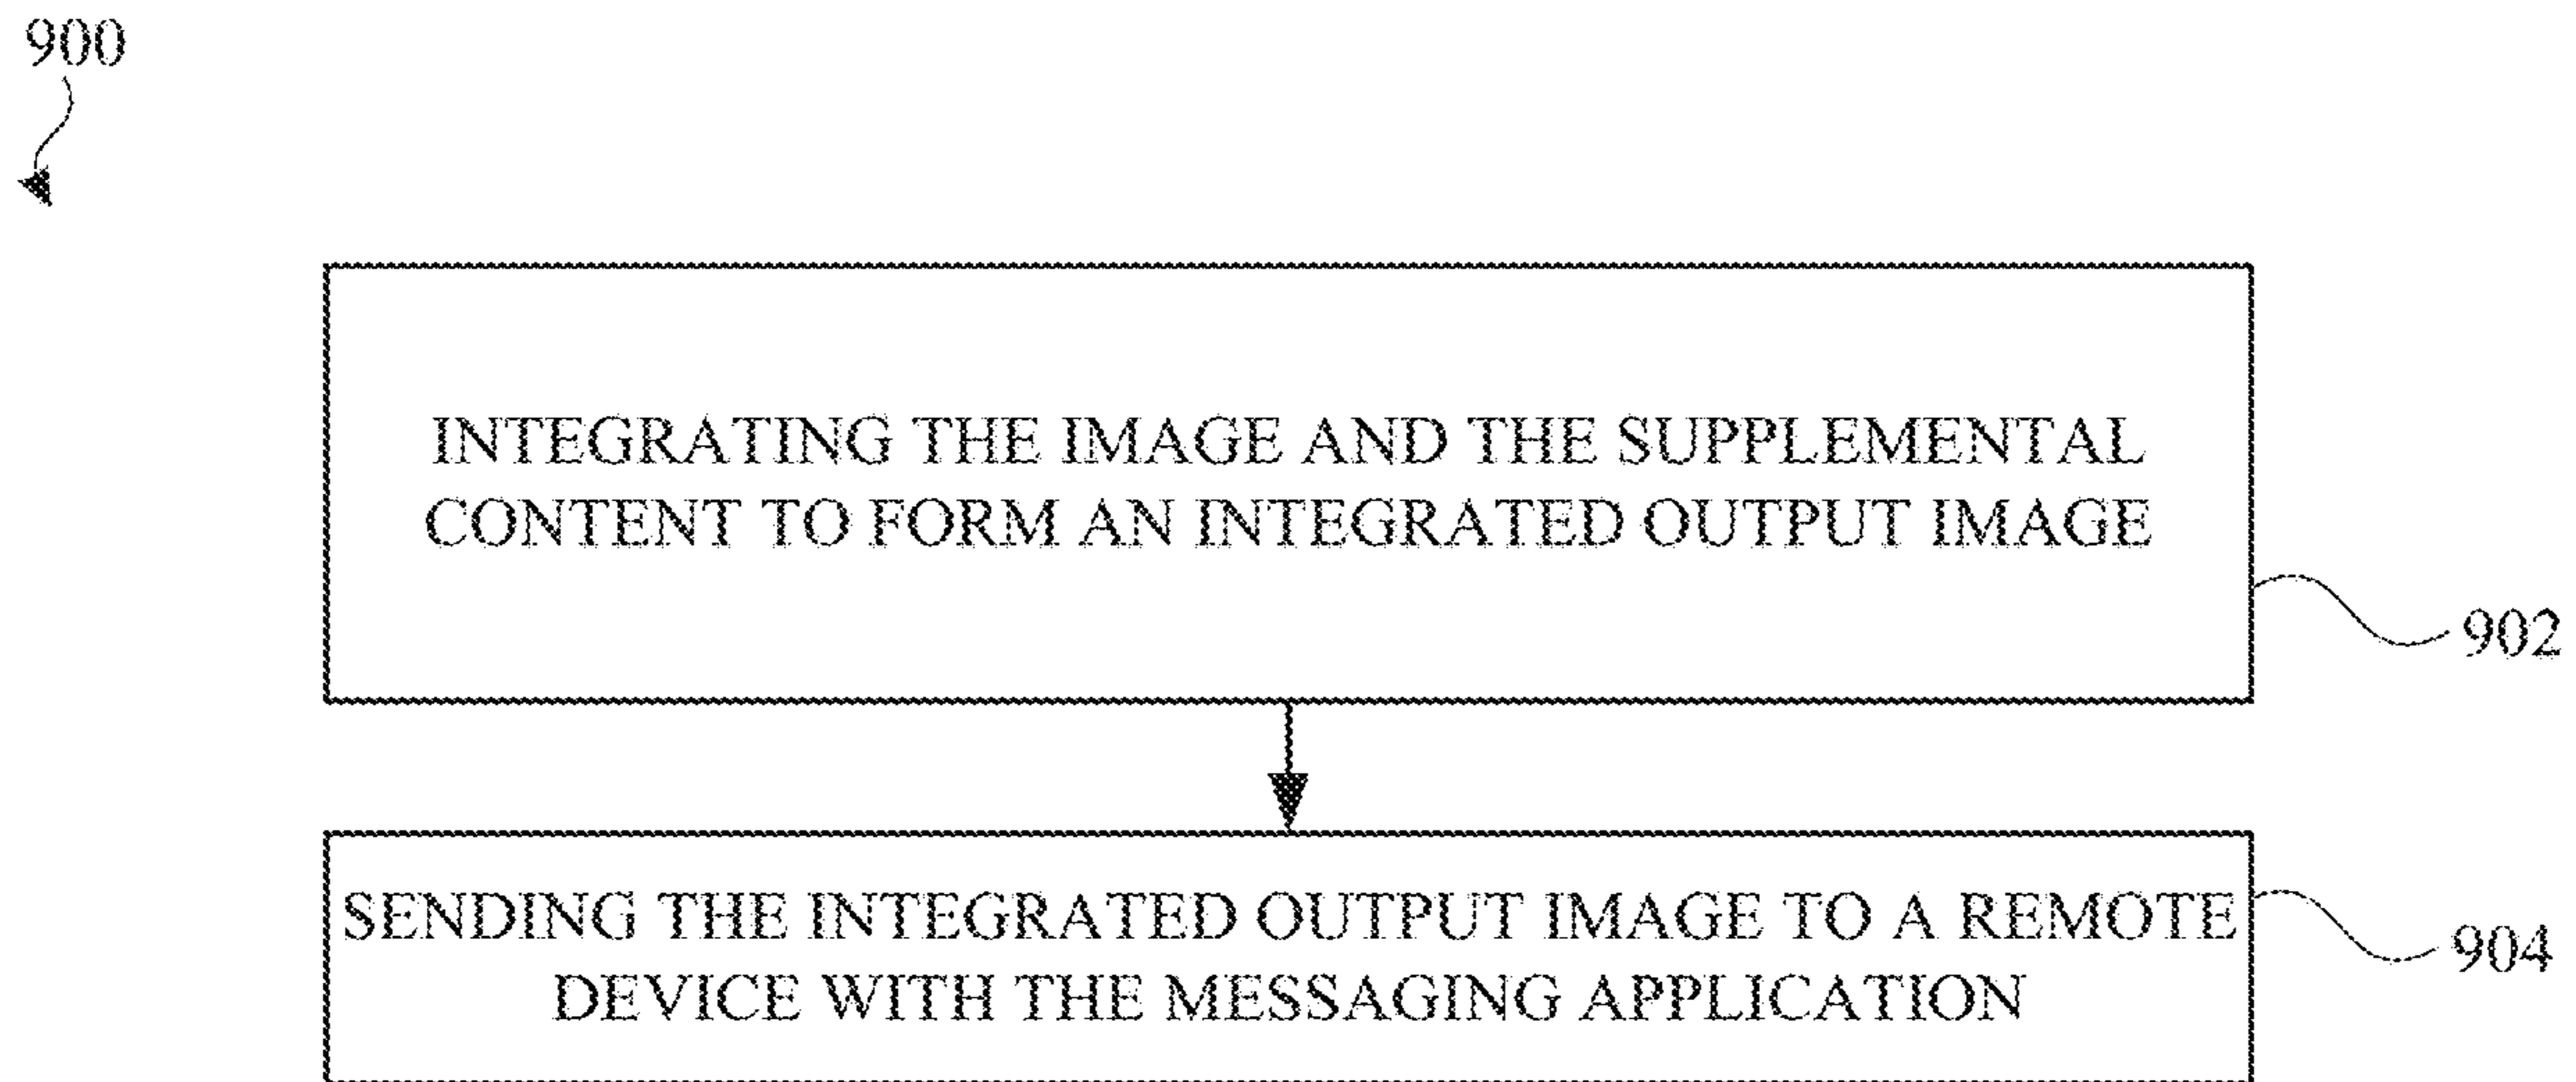 900
INTEGRATING THE IMAGE AND THE SUPPLEMENTAL
CONTENT TO FORM AN INTEGRATED OUTPUT IMAGE
902
SENDING THE INTEGRATED OUTPUT IMAGE TO A REMOTE
DEVICE WITH THE MESSAGING APPLICATION
904